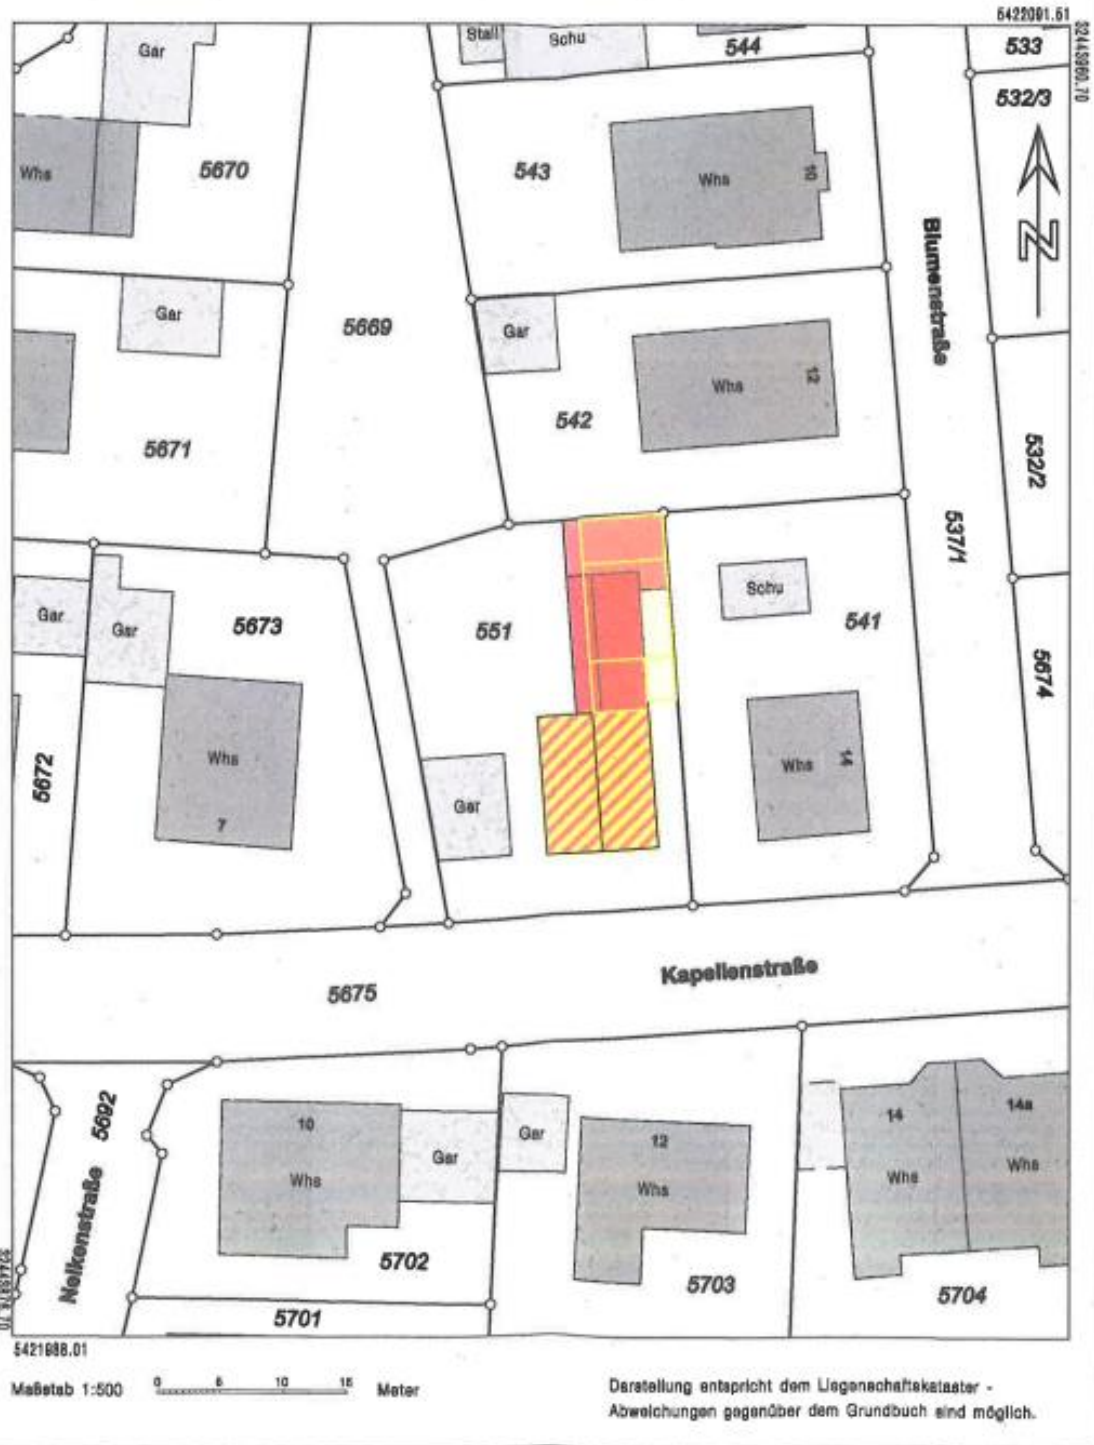 5422091.51
32443960.70
Gar
Stall
Schu
544
533
532/3
Whs
5670
543
Whs
10
N
Blumenstraße
Gar
5669
Gar
Whs
12
542
5671
532/2
537/1
Gar
Gar
5673
551
Schu
541
5674
5672
Whs
7
Gar
Whs
14
Kapellenstraße
5675
5692
Nelkenstraße
10
Whs
Gar
Gar
12
Whs
14
Whs
14a
Whs
5702
5703
5704
5701
5421988.01
Maßstab 1:500
0 5 10 15 Meter
Darstellung entspricht dem Liegenschaftskataster -
Abweichungen gegenüber dem Grundbuch sind möglich.